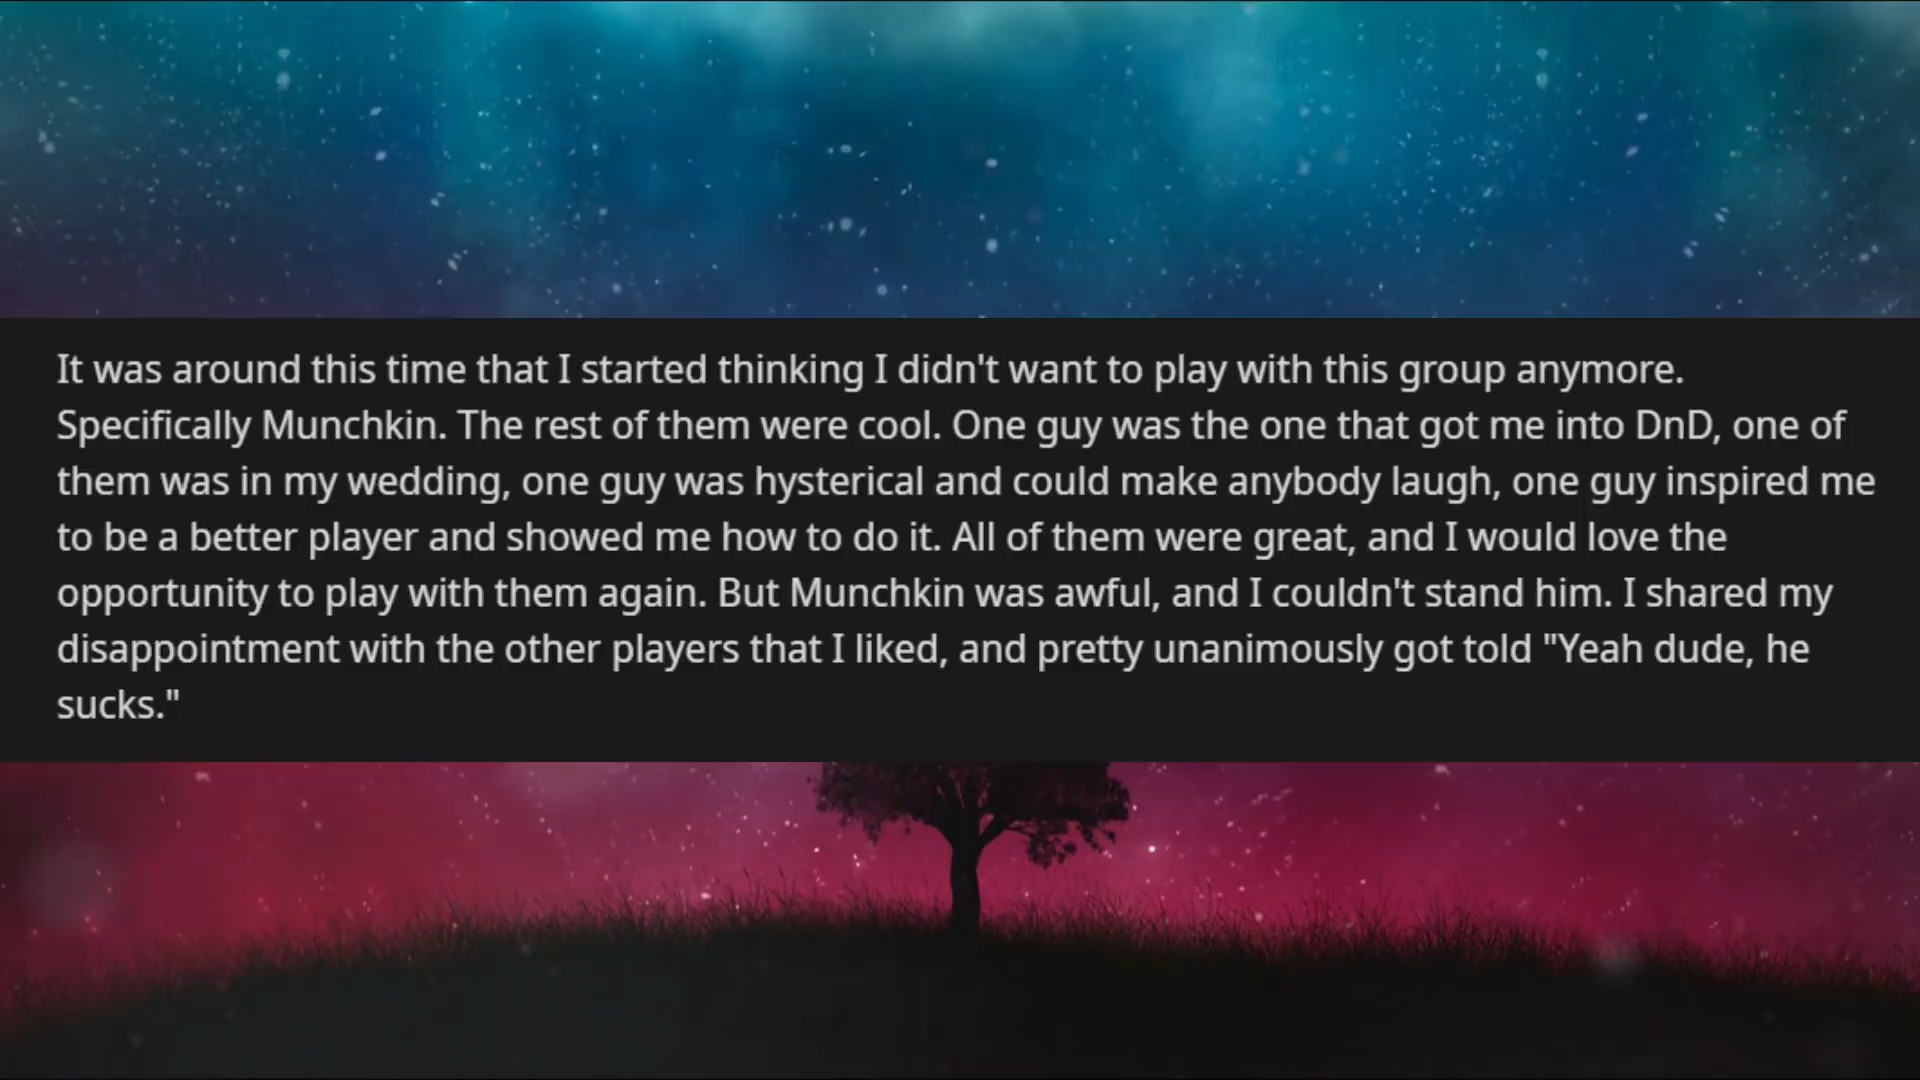 It was around this time that I started thinking I didn't want to play with this group anymore.
Specifically Munchkin. The rest of them were cool. One guy was the one that got me into DnD, one of
them was in my wedding, one guy was hysterical and could make anybody laugh, one guy inspired me
to be a better player and showed me how to do it. All of them were great, and I would love the
opportunity to play with them again. But Munchkin was awful, and I couldn't stand him. I shared my
disappointment with the other players that I liked, and pretty unanimously got told "Yeah dude, he
sucks."